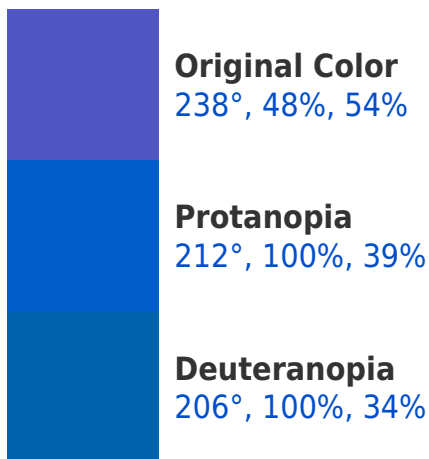 Original Color
238°, 48%, 54%
Protanopia
212°, 100%, 39%
Deuteranopia
206°, 100%, 34%